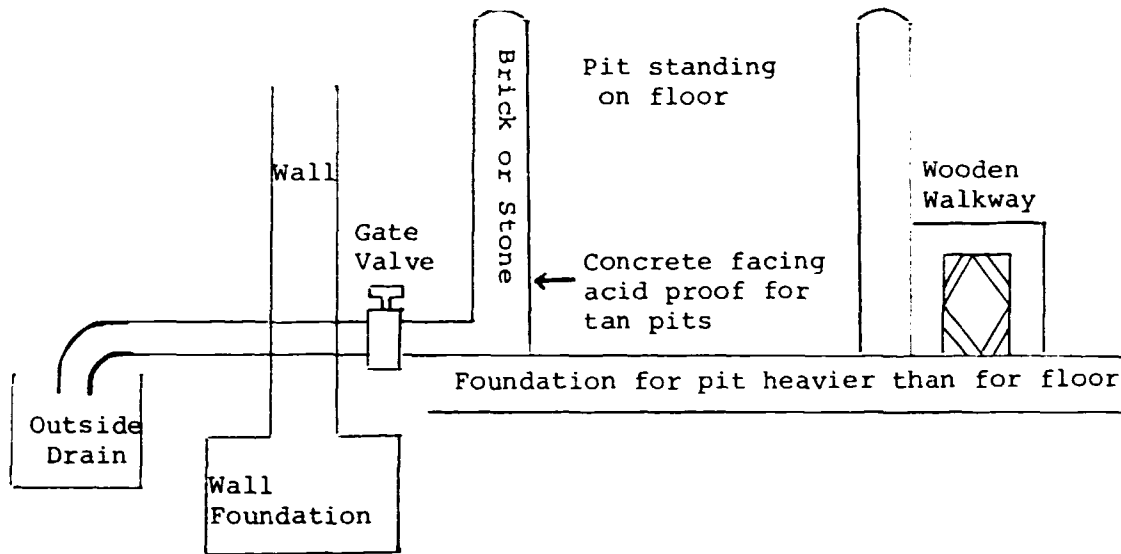 Pit standing
on floor
Brick or Stone
Wall
Wooden
Walkway
Gate
Valve
Concrete facing
acid proof for
tan pits
Foundation for pit heavier than for floor
Outside
Drain
Wall
Foundation